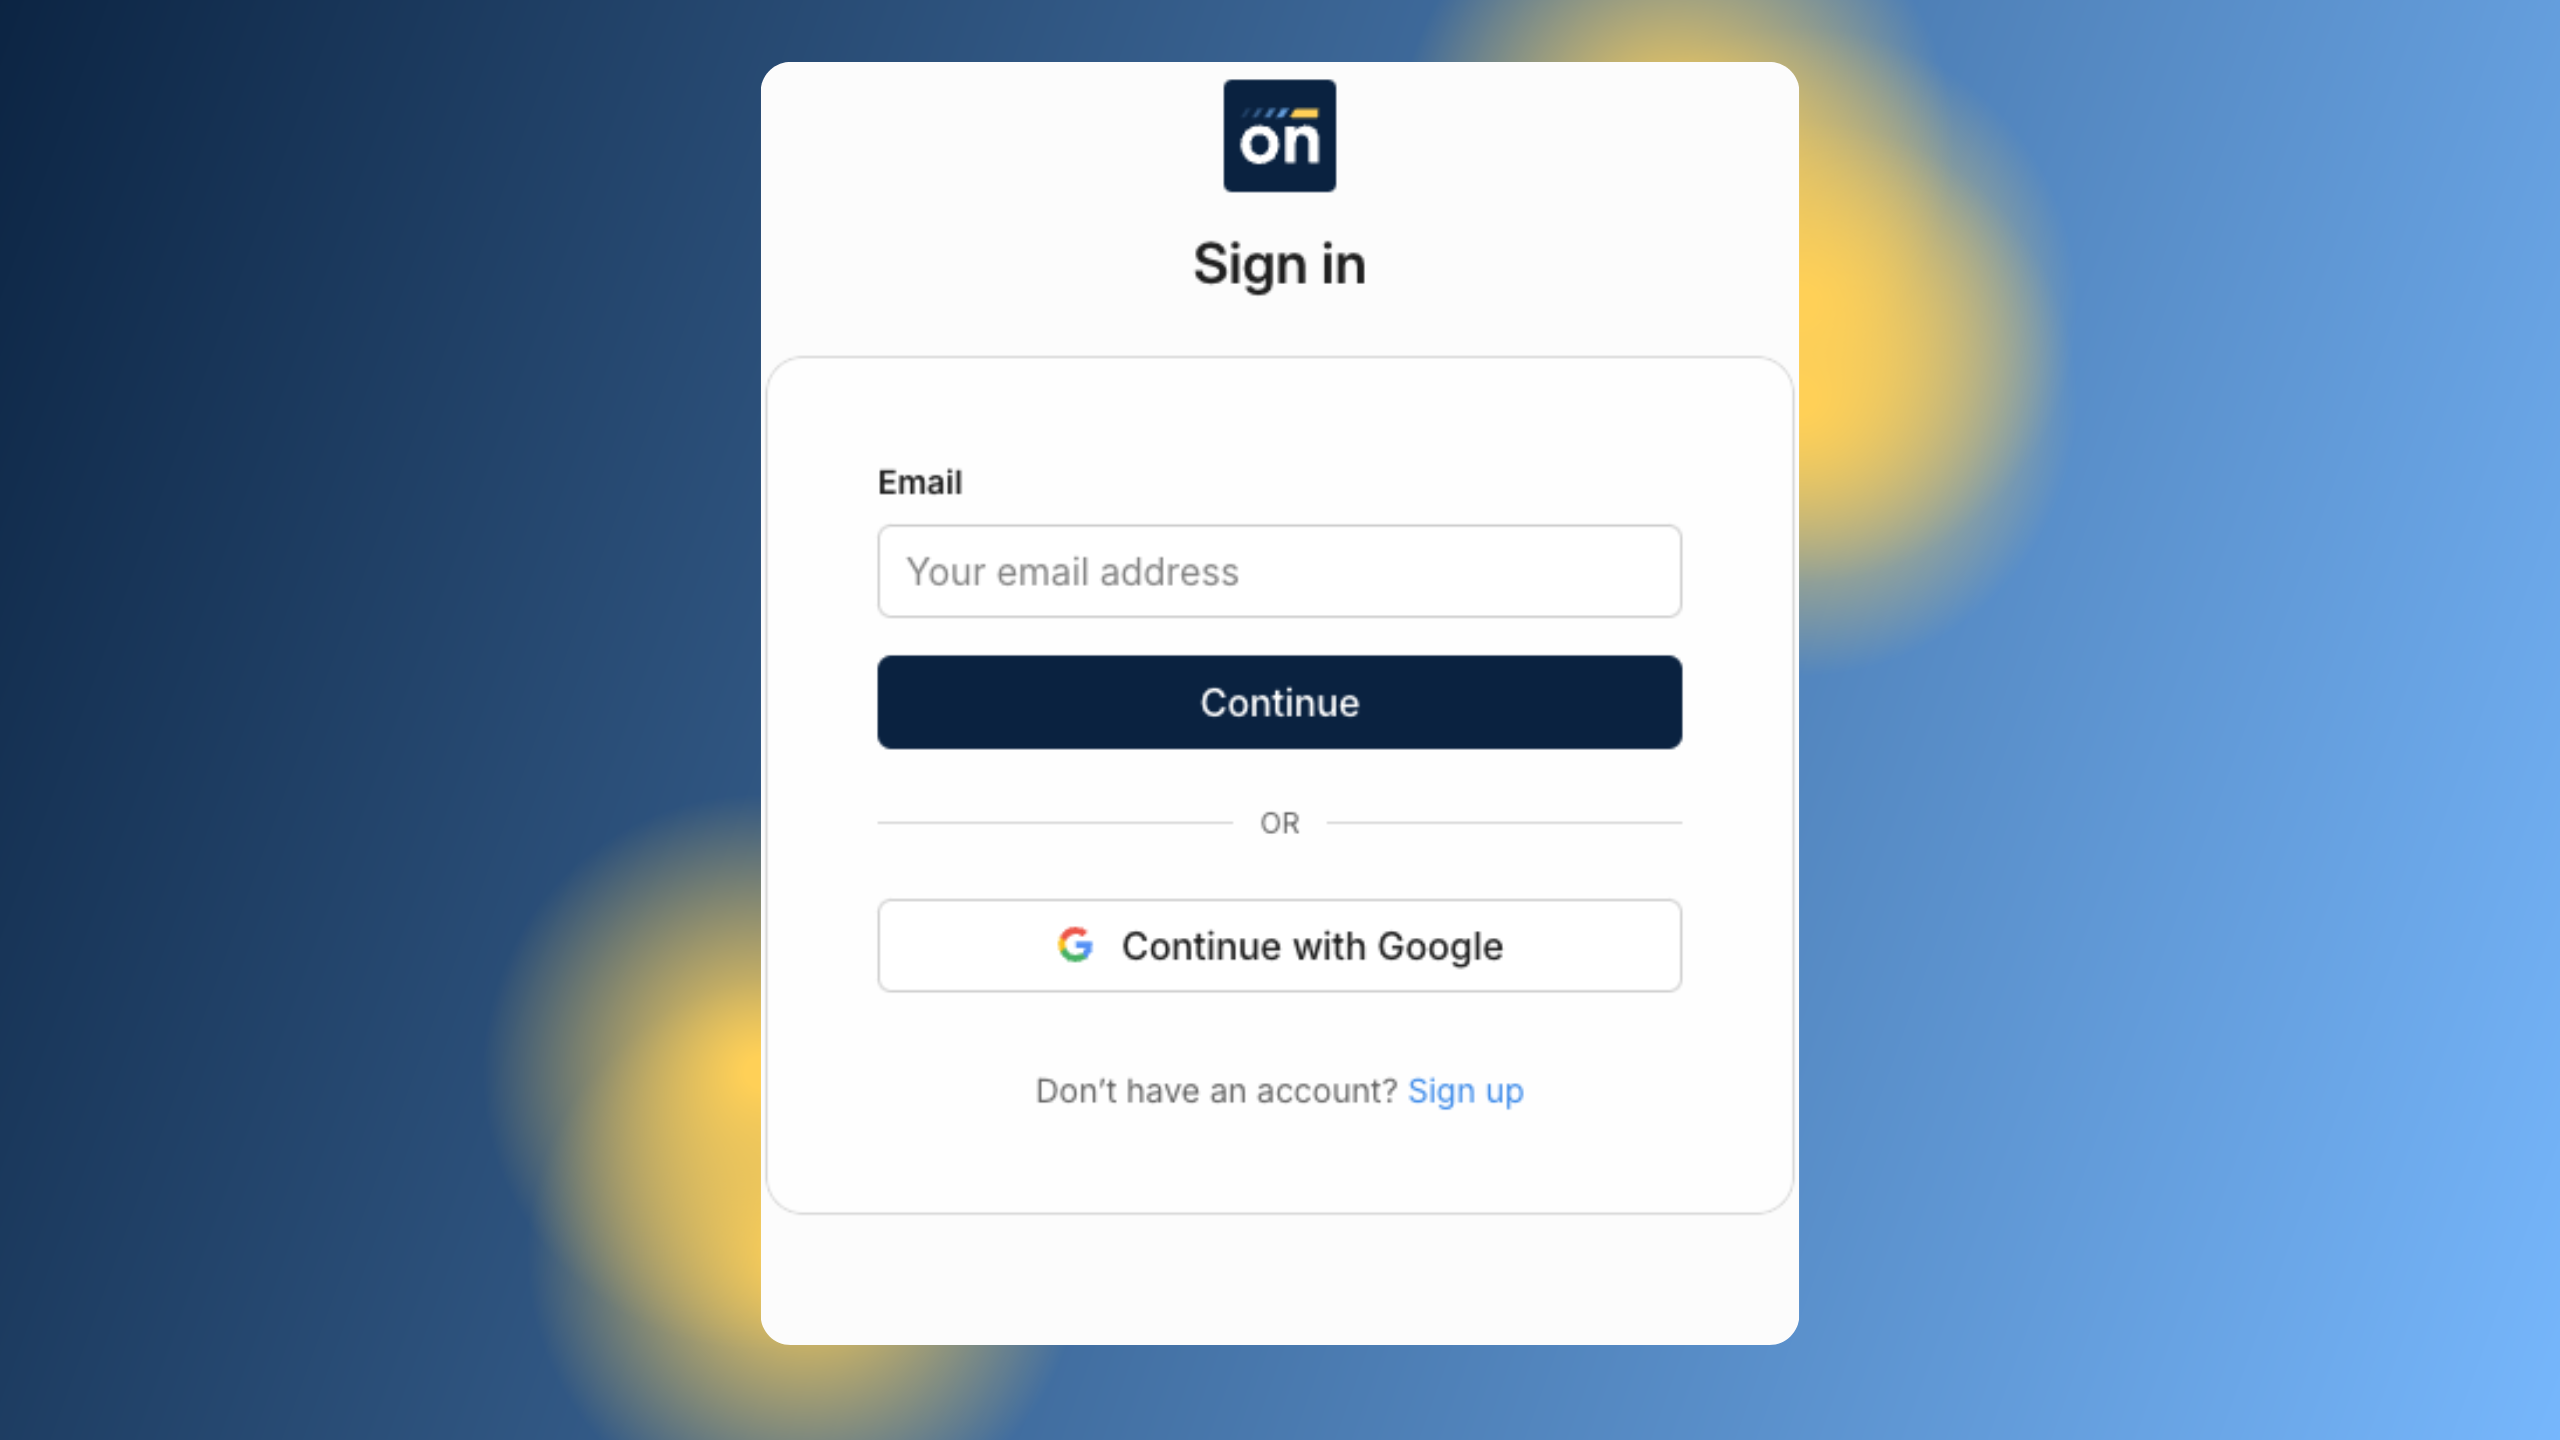 on
Sign in
Email
Your email address
Continue
OR
Continue with Google
Don’t have an account? Sign up